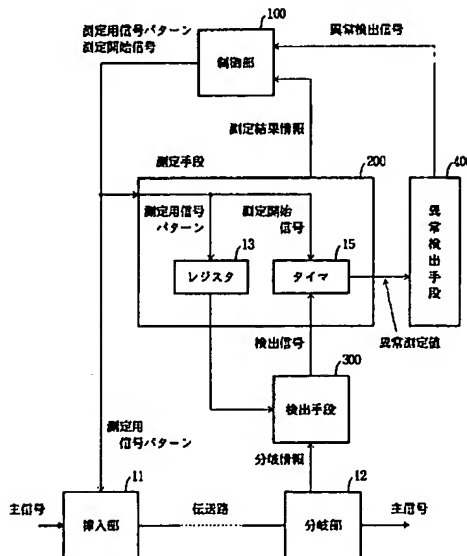 100
測定用信号パターン
測定開始信号
制御部
異常検出信号
測定結果情報
測定手段
200
400
測定用信号
パターン
測定開始
信号
13
15
レジスタ
タイマ
異常検出手段
検出信号
異常測定値
300
検出手段
測定用
信号パターン
分岐情報
11
12
主信号
挿入部
伝送路
分岐部
主信号